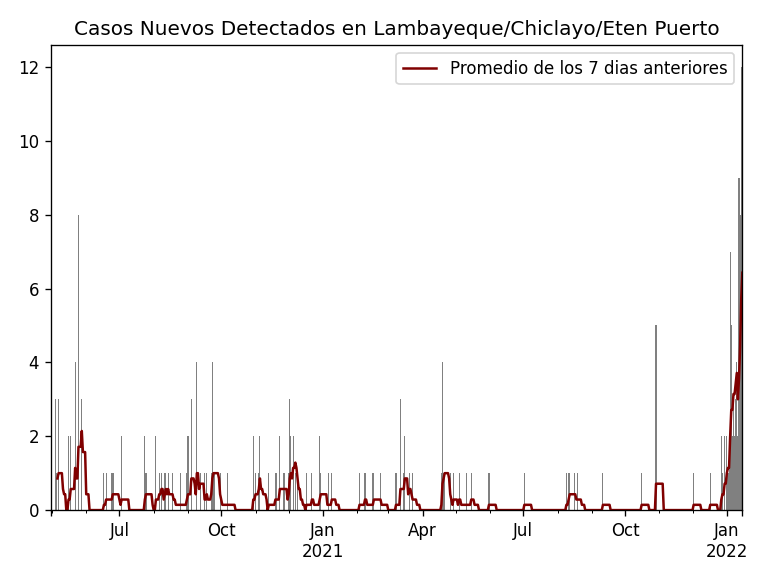 Casos Nuevos Detectados en Lambayeque/Chiclayo/Eten Puerto
Promedio de los 7 dias anteriores
12
10
8
6
4
2
0
Jul
Oct
Jan
2021
Apr
Jul
Oct
Jan
2022